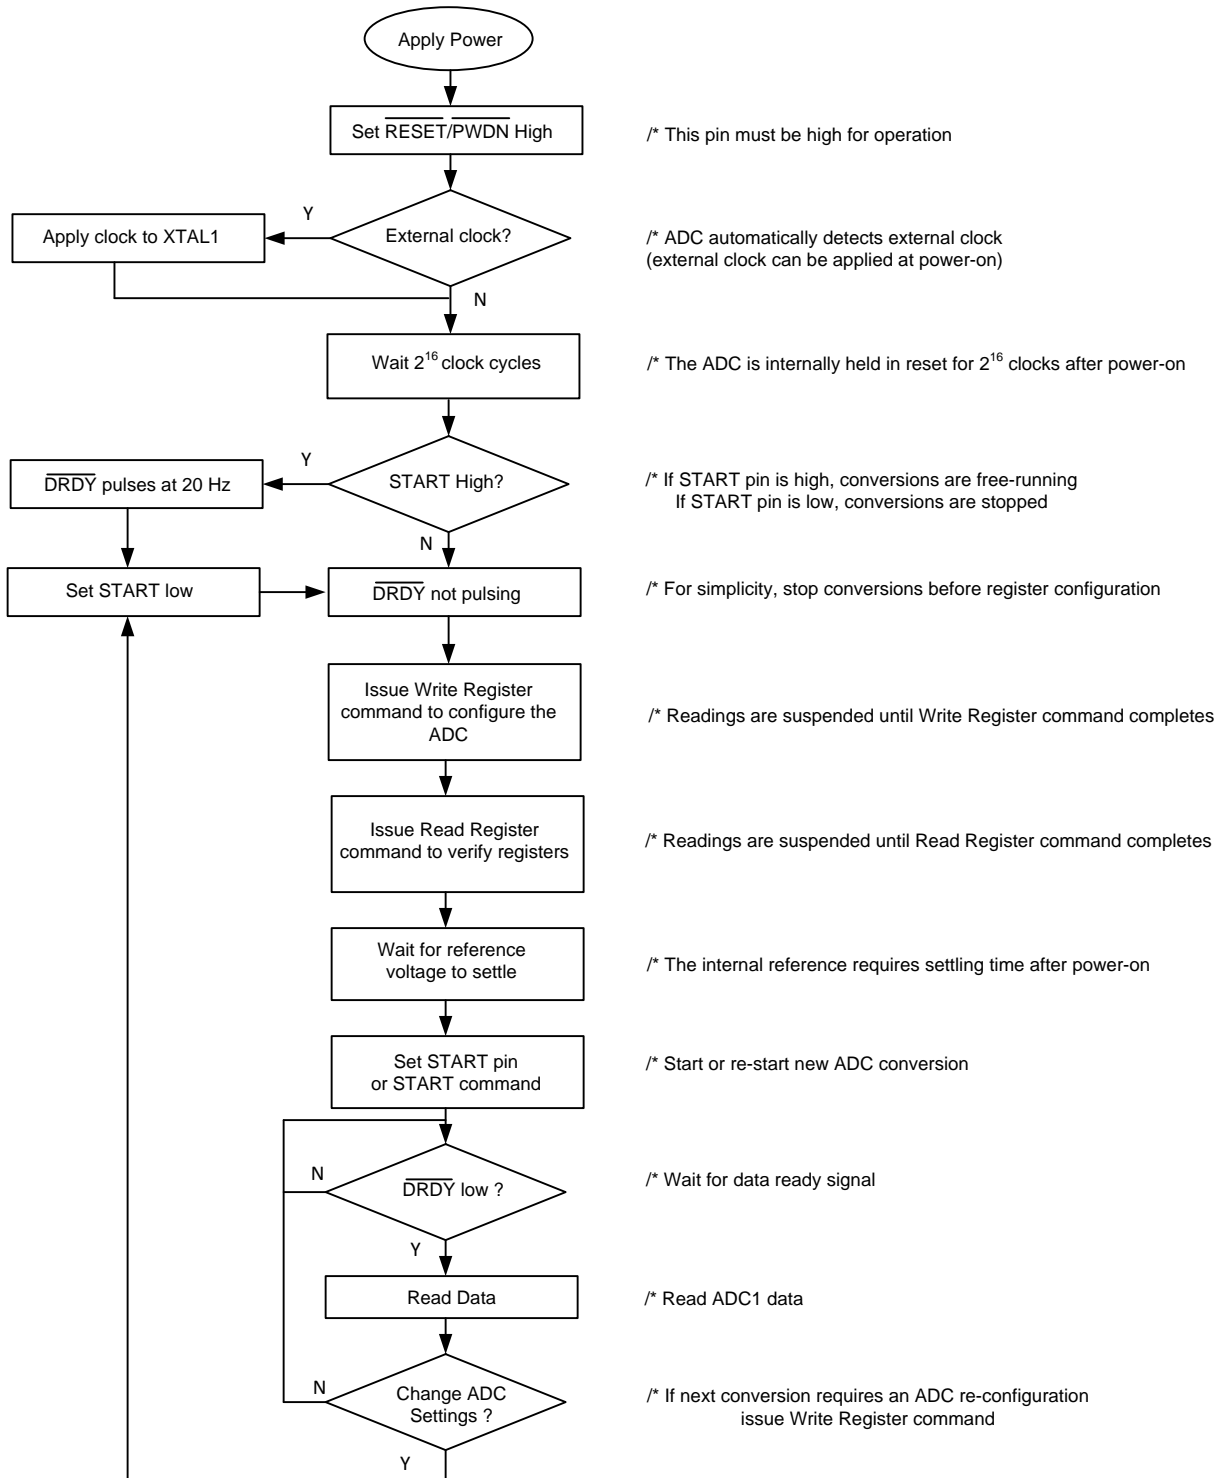 Apply Power
Set RESET/PWDN High
/* This pin must be high for operation
Y
Apply clock to XTAL1
External clock?
/* ADC automatically detects external clock
(external clock can be applied at power-on)
N
Wait 2^16 clock cycles
/* The ADC is internally held in reset for 2^16 clocks after power-on
Y
DRDY pulses at 20 Hz
START High?
/* If START pin is high, conversions are free-running
If START pin is low, conversions are stopped
N
Set START low
DRDY not pulsing
/* For simplicity, stop conversions before register configuration
Issue Write Register
command to configure the
ADC
/* Readings are suspended until Write Register command completes
Issue Read Register
command to verify registers
/* Readings are suspended until Read Register command completes
Wait for reference
voltage to settle
/* The internal reference requires settling time after power-on
Set START pin
or START command
/* Start or re-start new ADC conversion
N
DRDY low ?
/* Wait for data ready signal
Y
Read Data
/* Read ADC1 data
N
Change ADC
Settings ?
/* If next conversion requires an ADC re-configuration
issue Write Register command
Y